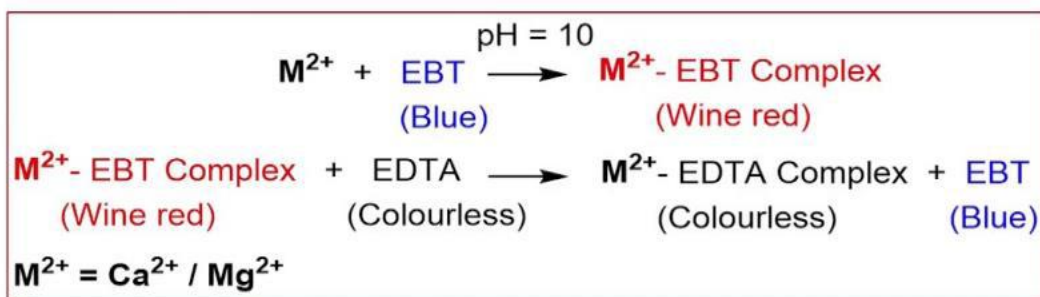 pH = 10
M²⁺ + EBT ⟶ M²⁺- EBT Complex
(Blue) (Wine red)
M²⁺- EBT Complex + EDTA ⟶ M²⁺- EDTA Complex + EBT
(Wine red) (Colourless) (Colourless) (Blue)
M²⁺ = Ca²⁺ / Mg²⁺